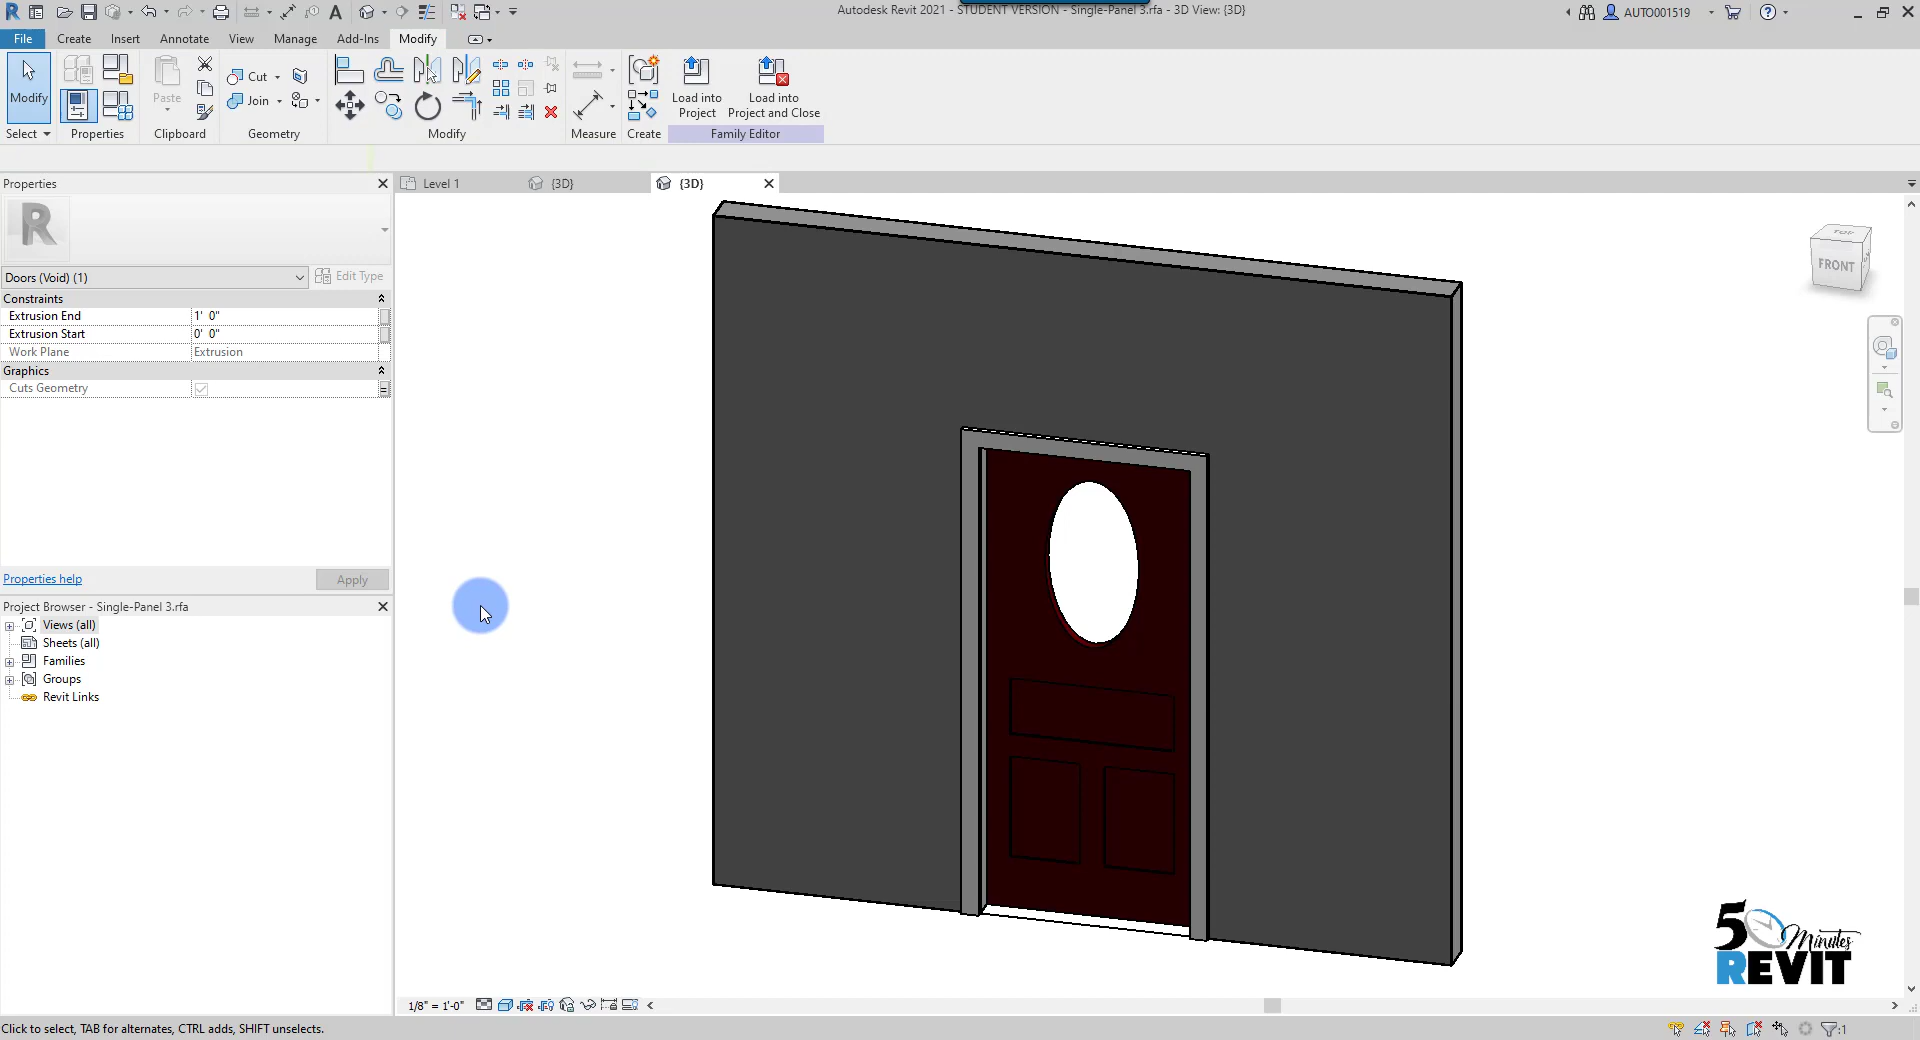 Autodesk Revit 2021 - STUDENT VERSION - Single-Panel 3.rfa - 3D View: {3D}
AUTO001519
File Create Insert Annotate View Manage Add-Ins Modify
Modify
Paste
Cut
Join
Load into
Project
Load into
Project and Close
Select Properties Clipboard Geometry Modify Measure Create Family Editor
Properties
Level 1
{3D}
{3D}
R
Doors (Void) (1)
Edit Type
Constraints
Extrusion End 1' 0"
Extrusion Start 0' 0"
Work Plane Extrusion
Graphics
Cuts Geometry
TOP
FRONT
Properties help
Apply
Project Browser - Single-Panel 3.rfa
Views (all)
Sheets (all)
Families
Groups
Revit Links
5 Minutes
REVIT
1/8" = 1'-0"
Click to select, TAB for alternates, CTRL adds, SHIFT unselects.
:1